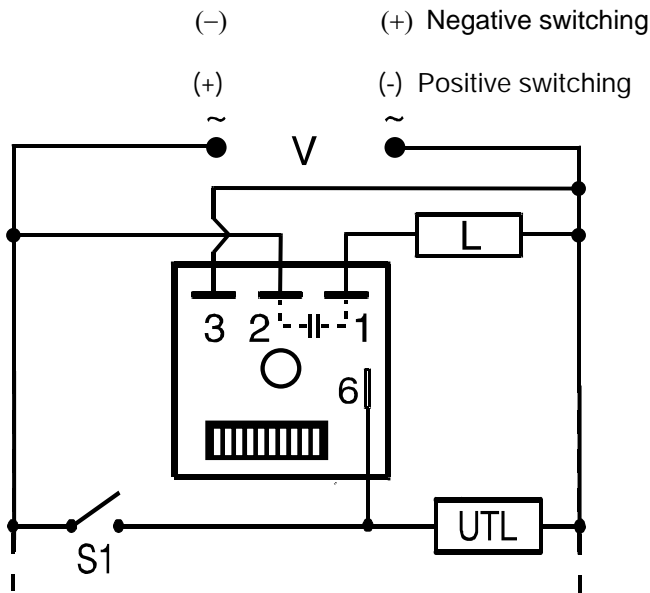 (−) (+) Negative switching
(+) (-) Positive switching
~ ~
V
L
3 2 1
6
UTL
S1